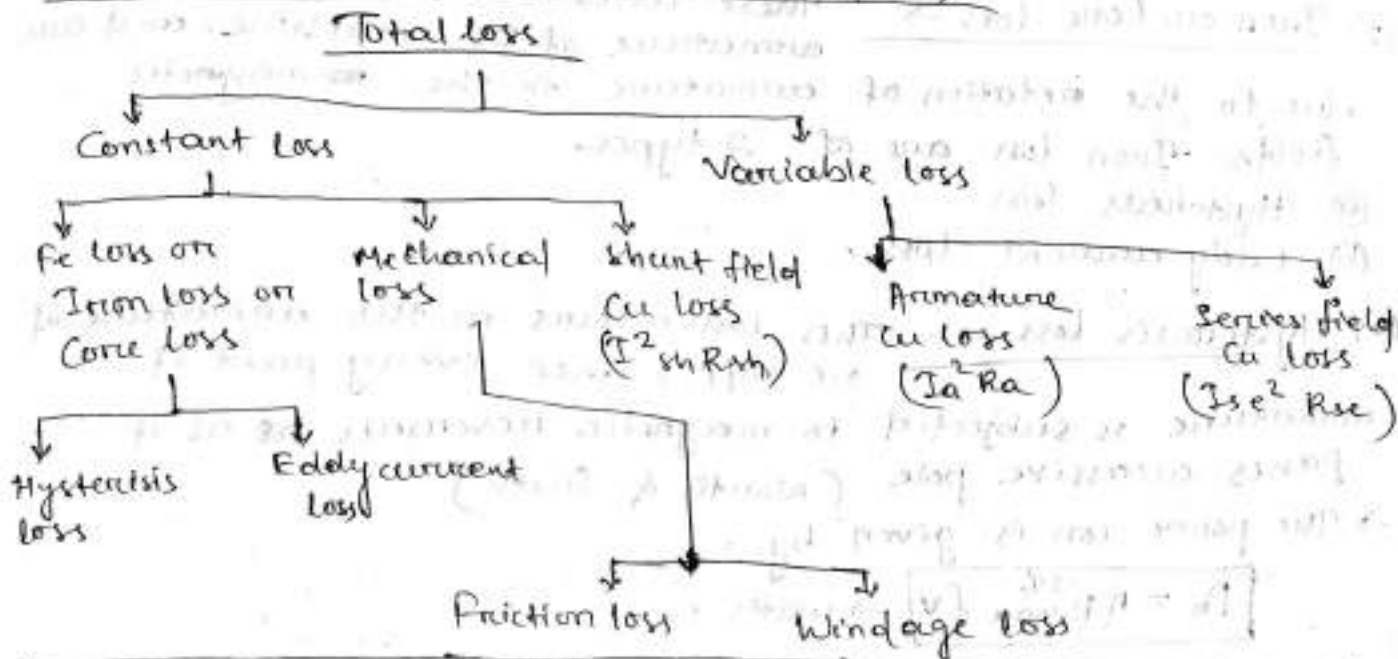 Total loss
Constant Loss
Variable loss
Fe loss or
Iron Loss or
Core loss
Mechanical
loss
Shunt field
Cu loss
(I²shRsh)
Armature
Cu loss
(Ia² Ra)
Series field
Cu loss
(Ise² Rse)
Hysterisis
loss
Eddy current
loss
Friction loss
Windage loss